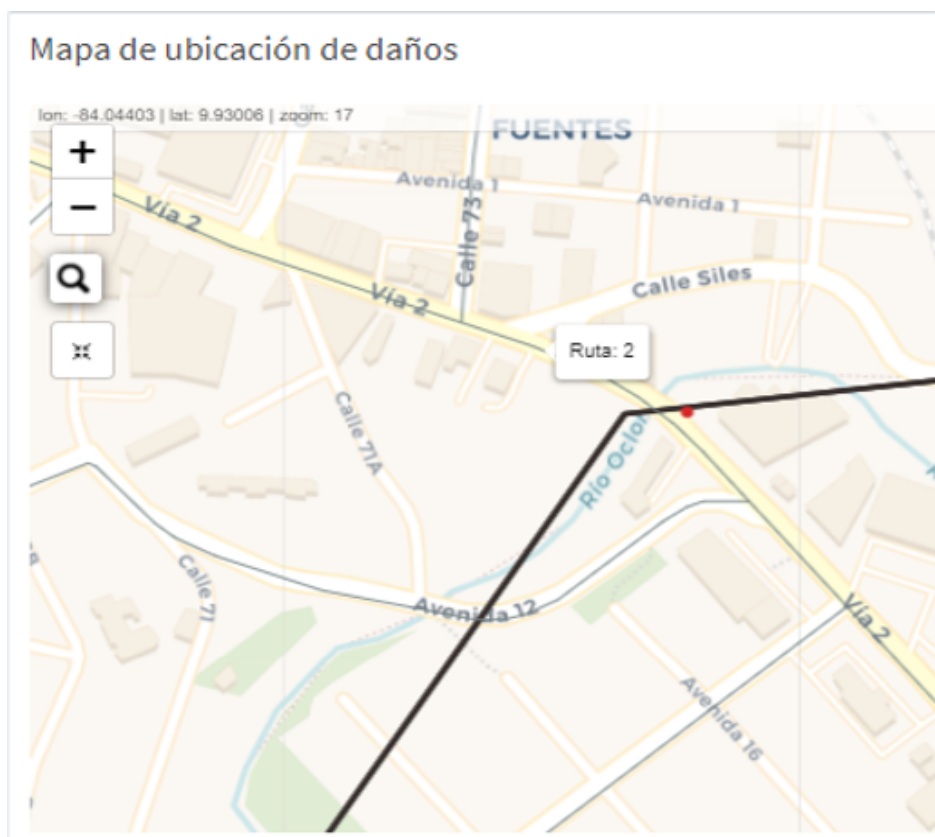 Mapa de ubicación de daños
lon: -84.04403 | lat: 9.93006 | zoom: 17
+
FUENTES
−
Avenida 1
Avenida 1
Vía 2
Calle 73
Calle Siles
Vía 2
Ruta: 2
Calle 71A
Río Oclor
Calle 71
Avenida 12
Vía 2
Avenida 16